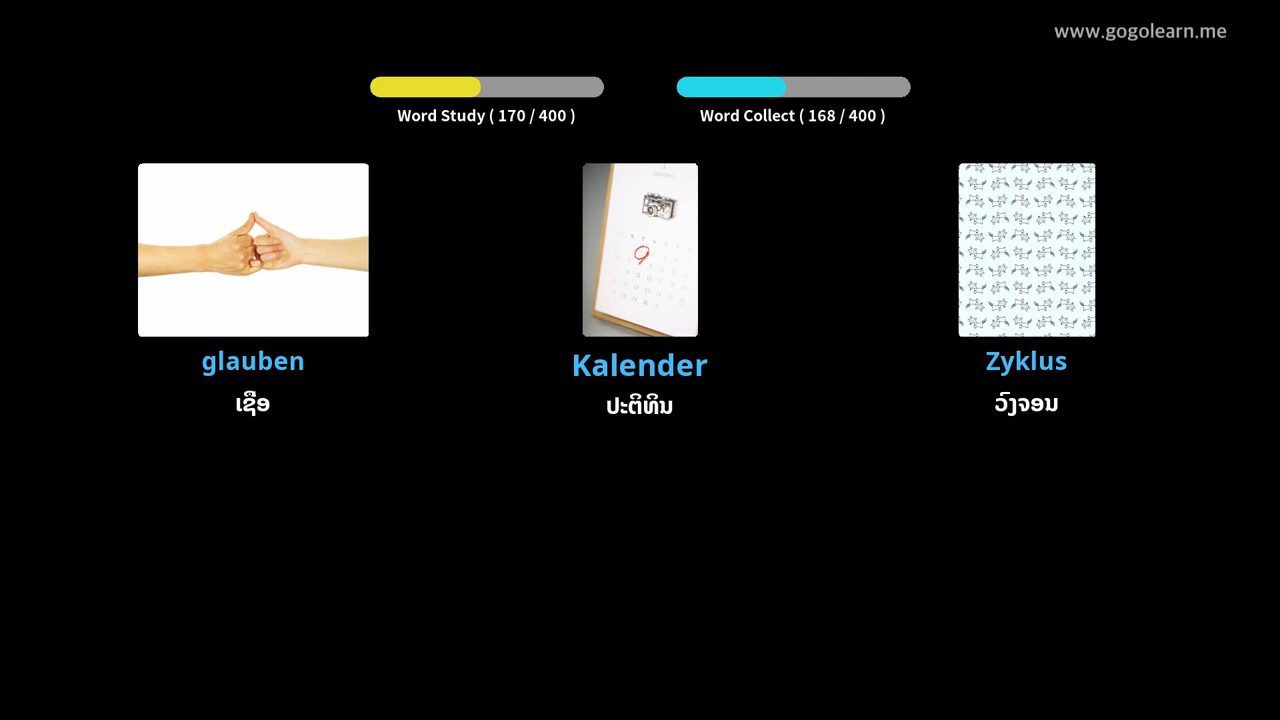 www.gogolearn.me
Word Study ( 170 / 400 )
Word Collect ( 168 / 400 )
glauben
Kalender
Zyklus
ເຊື່ອ
ປະຕິທິນ
ວົງຈອນ